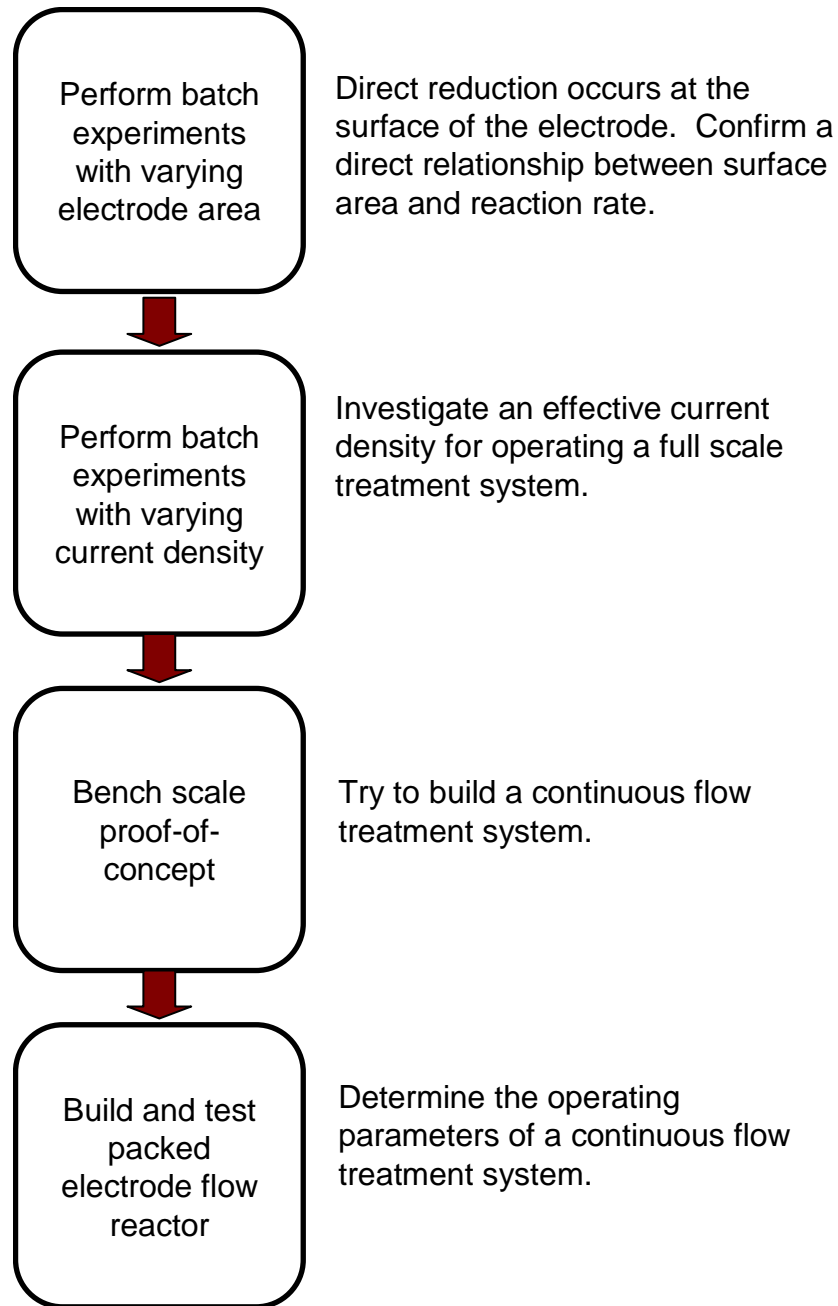 Perform batch
experiments
with varying
electrode area
Direct reduction occurs at the
surface of the electrode.  Confirm a
direct relationship between surface
area and reaction rate.
Perform batch
experiments
with varying
current density
Investigate an effective current
density for operating a full scale
treatment system.
Bench scale
proof-of-
concept
Try to build a continuous flow
treatment system.
Build and test
packed
electrode flow
reactor
Determine the operating
parameters of a continuous flow
treatment system.